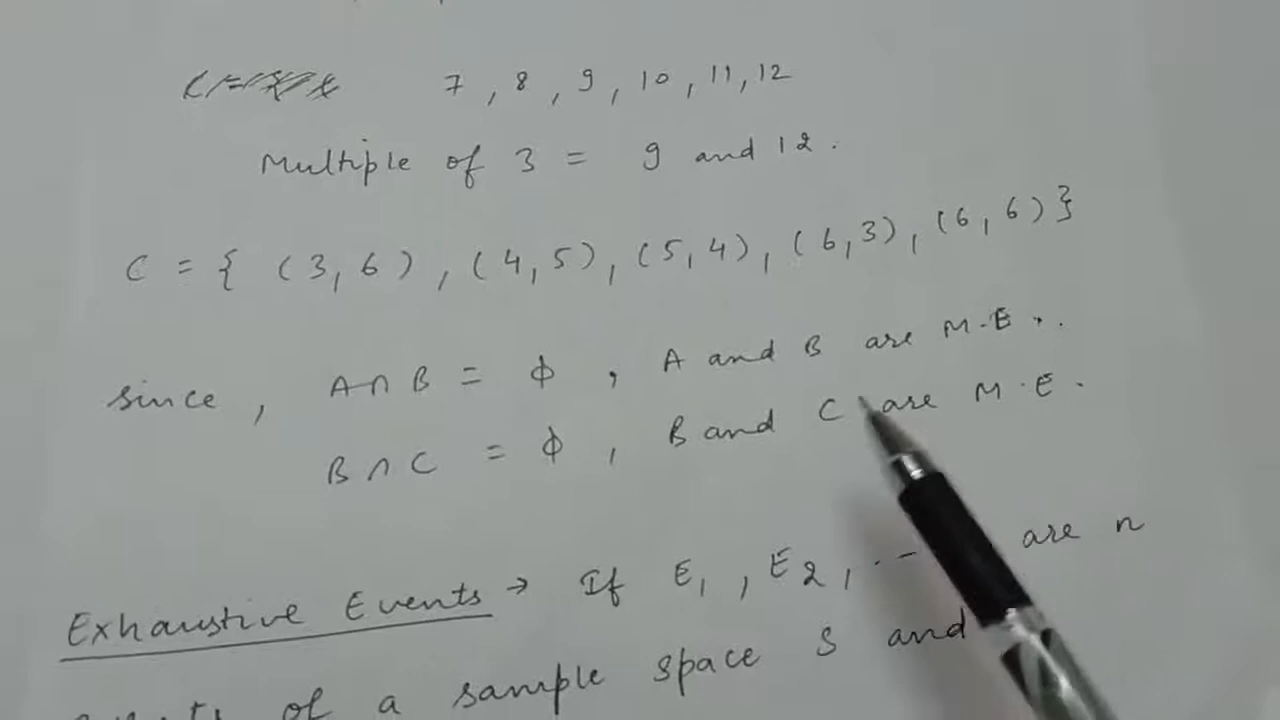 7, 8, 9, 10, 11, 12
Multiple of 3 = 9 and 12.
C = { (3,6), (4,5), (5,4), (6,3), (6,6)}
since, A∩B = ϕ, A and B are M.E..
B∩C = ϕ, B and C are M.E.
Exhaustive Events → If E1, E2, .- are n
of a sample space S and